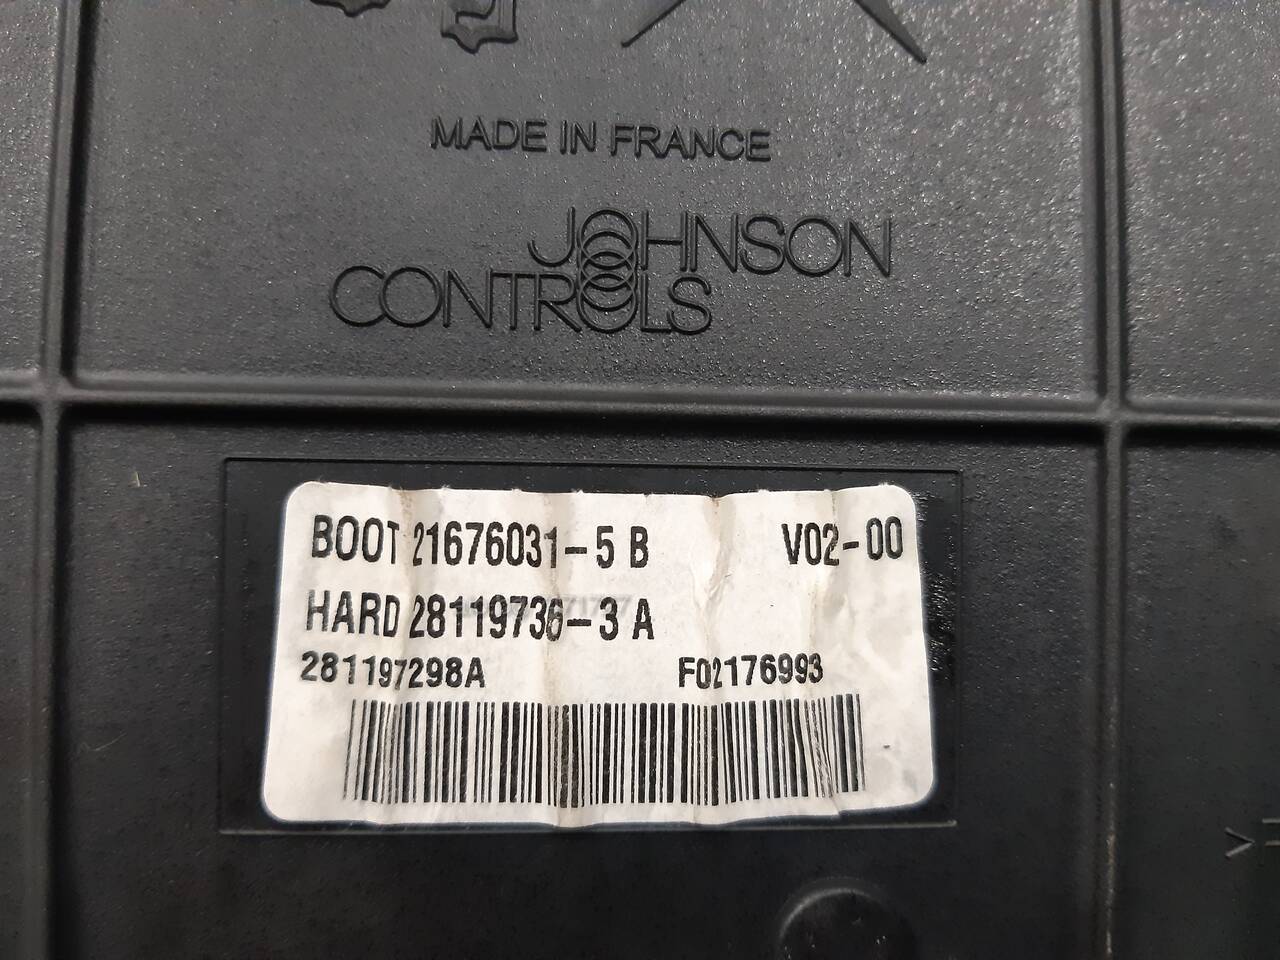 MADE IN FRANCE
JOHNSON
CONTROLS
BOOT 21676031-5 B V02-00
HARD 28119736-3 A
281197298A F02176993